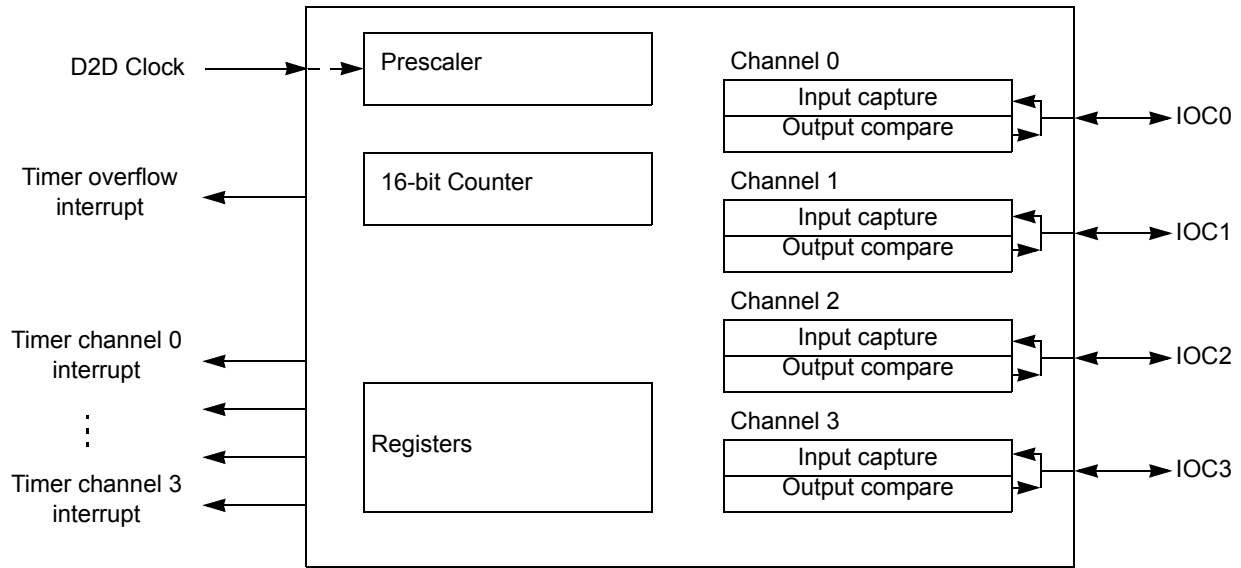 D2D Clock
Prescaler
Timer overflow
interrupt
16-bit Counter
Timer channel 0
interrupt
Registers
Timer channel 3
interrupt
Channel 0
Input capture
Output compare
IOC0
Channel 1
Input capture
Output compare
IOC1
Channel 2
Input capture
Output compare
IOC2
Channel 3
Input capture
Output compare
IOC3